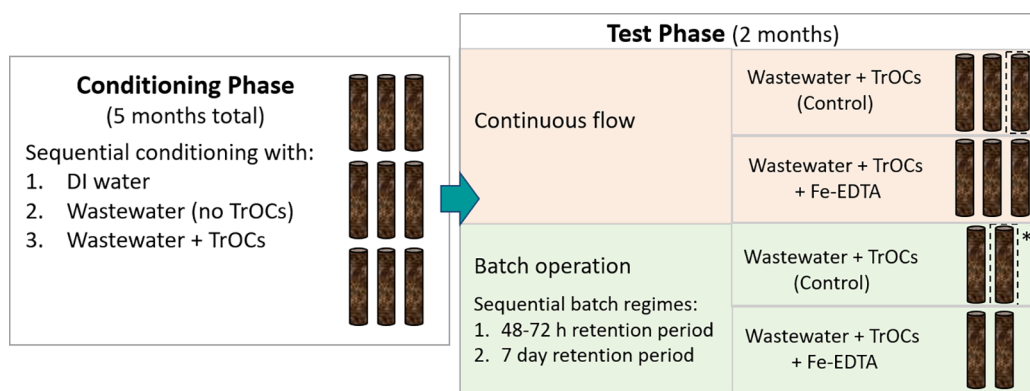 Conditioning Phase
(5 months total)
Sequential conditioning with:
1. DI water
2. Wastewater (no TrOCs)
3. Wastewater + TrOCs
Test Phase (2 months)
Continuous flow
Wastewater + TrOCs
(Control)
Wastewater + TrOCs
+ Fe-EDTA
Batch operation
Sequential batch regimes:
1. 48-72 h retention period
2. 7 day retention period
Wastewater + TrOCs
(Control)
*
Wastewater + TrOCs
+ Fe-EDTA